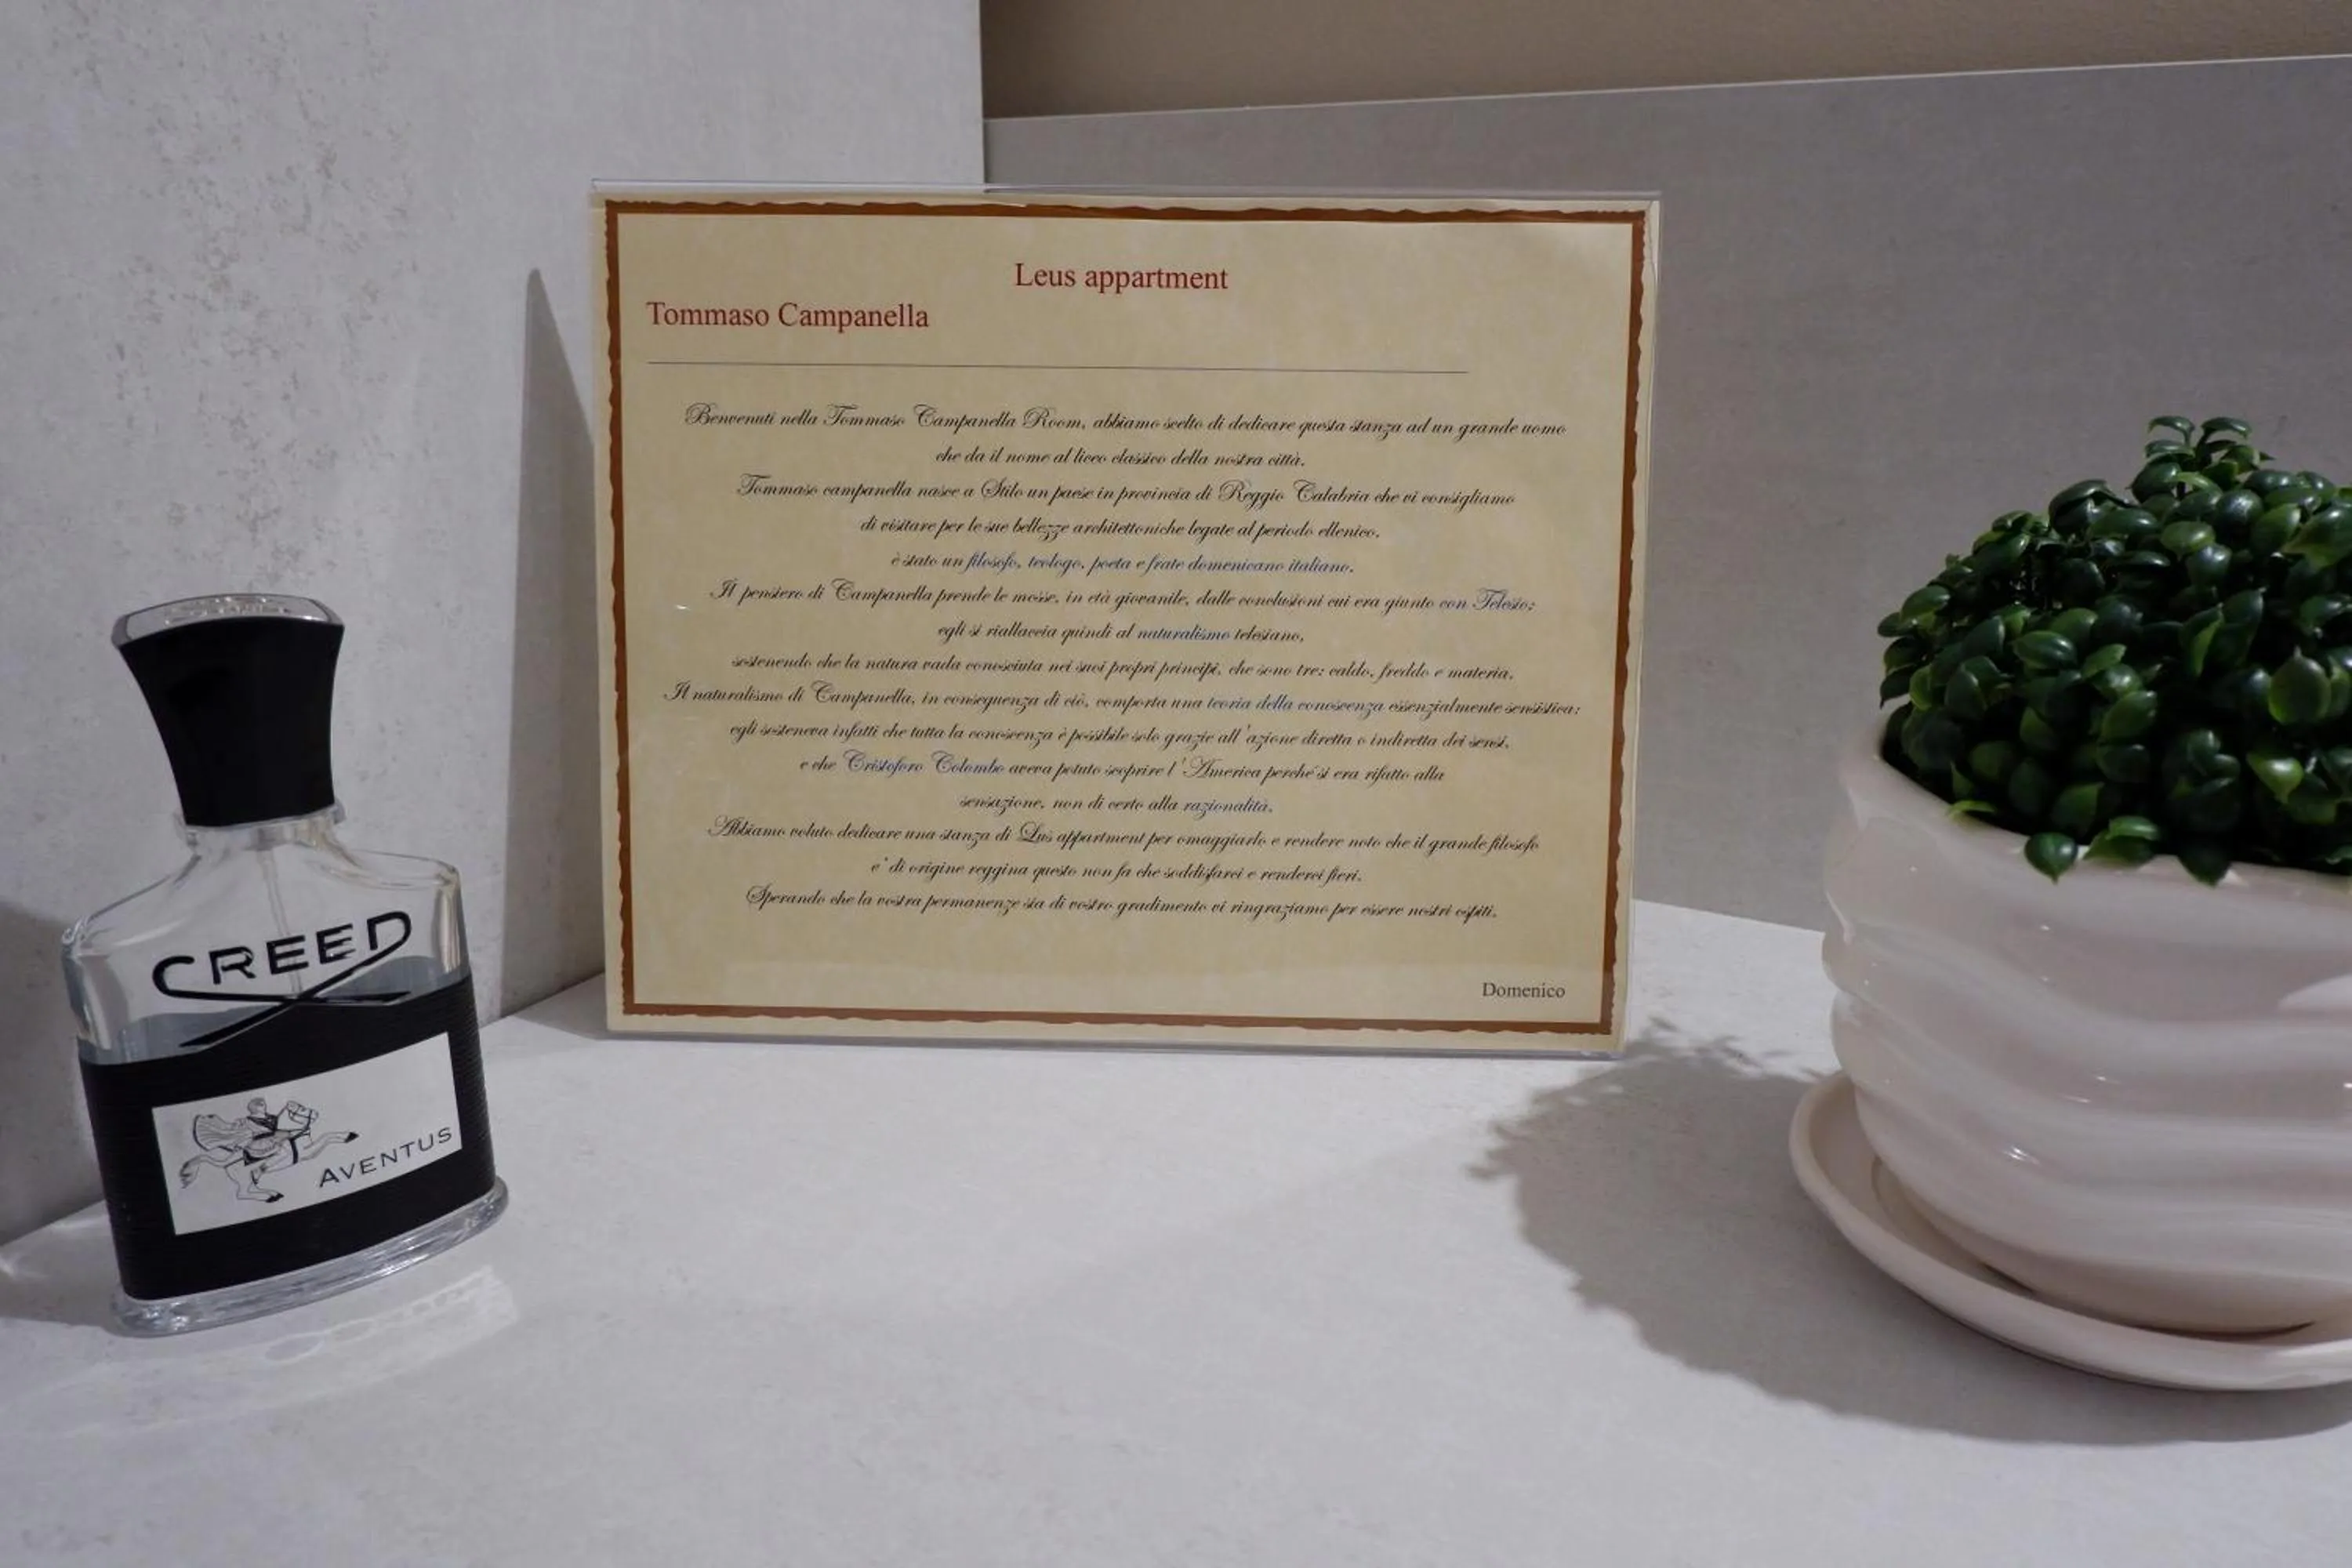 Leus appartment
Tommaso Campanella
Benvenuti nella Tommaso Campanella Room, abbiamo scelto di dedicare questa stanza ad un grande uomo
che da il nome al liceo classico della nostra città.
Tommaso campanella nasce a Stilo un paese in provincia di Reggio Calabria che vi consigliamo
di visitare per le sue bellezze architettoniche legate al periodo ellenico.
è stato un filosofo, teologo, poeta e frate domenicano italiano.
Il pensiero di Campanella prende le mosse, in età giovanile, dalle conclusioni cui era giunto con Telesio;
egli si riallaccia quindi al naturalismo telesiano,
sostenendo che la natura vada conosciuta nei suoi propri principi, che sono tre: caldo, freddo e materia.
Il naturalismo di Campanella, in conseguenza di ciò, comporta una teoria della conoscenza essenzialmente sensistica:
egli sosteneva infatti che tutta la conoscenza è possibile solo grazie all'azione diretta o indiretta dei sensi,
e che Cristoforo Colombo aveva potuto scoprire l'America perché si era rifatto alla
sensazione, non di certo alla razionalità.
Abbiamo voluto dedicare una stanza di Lus appartment per omaggiarlo e rendere noto che il grande filosofo
e' di origine reggina questo non fa che soddisfarci e renderci fieri.
Sperando che la vostra permanenze sia di vostro gradimento vi ringraziamo per essere nostri ospiti.
Domenico
CREED
AVENTUS